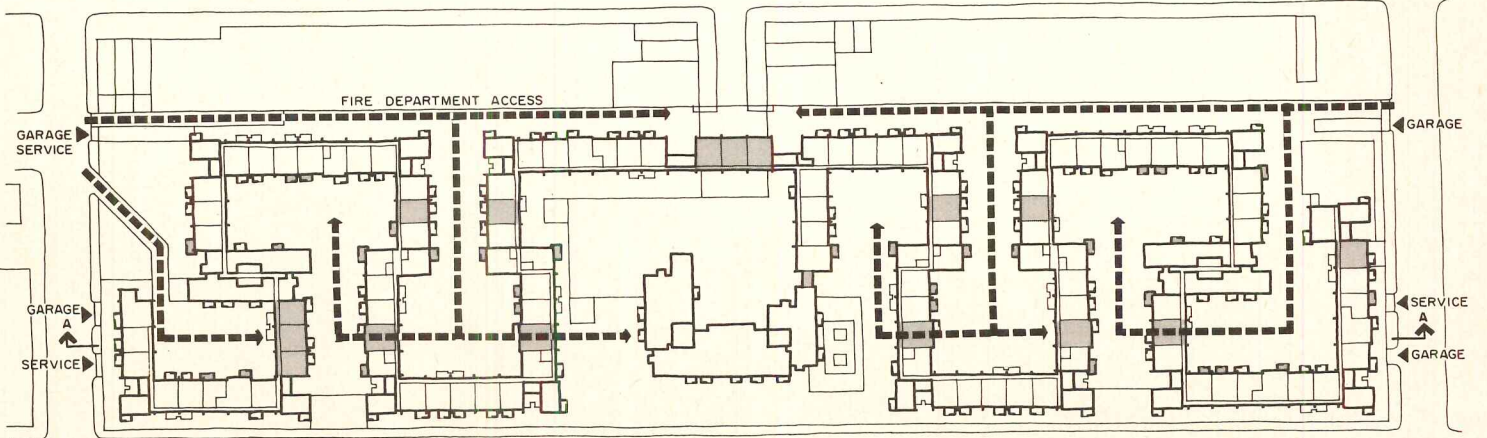 FIRE DEPARTMENT ACCESS
GARAGE
SERVICE
GARAGE
GARAGE
A
SERVICE
SERVICE
A
GARAGE